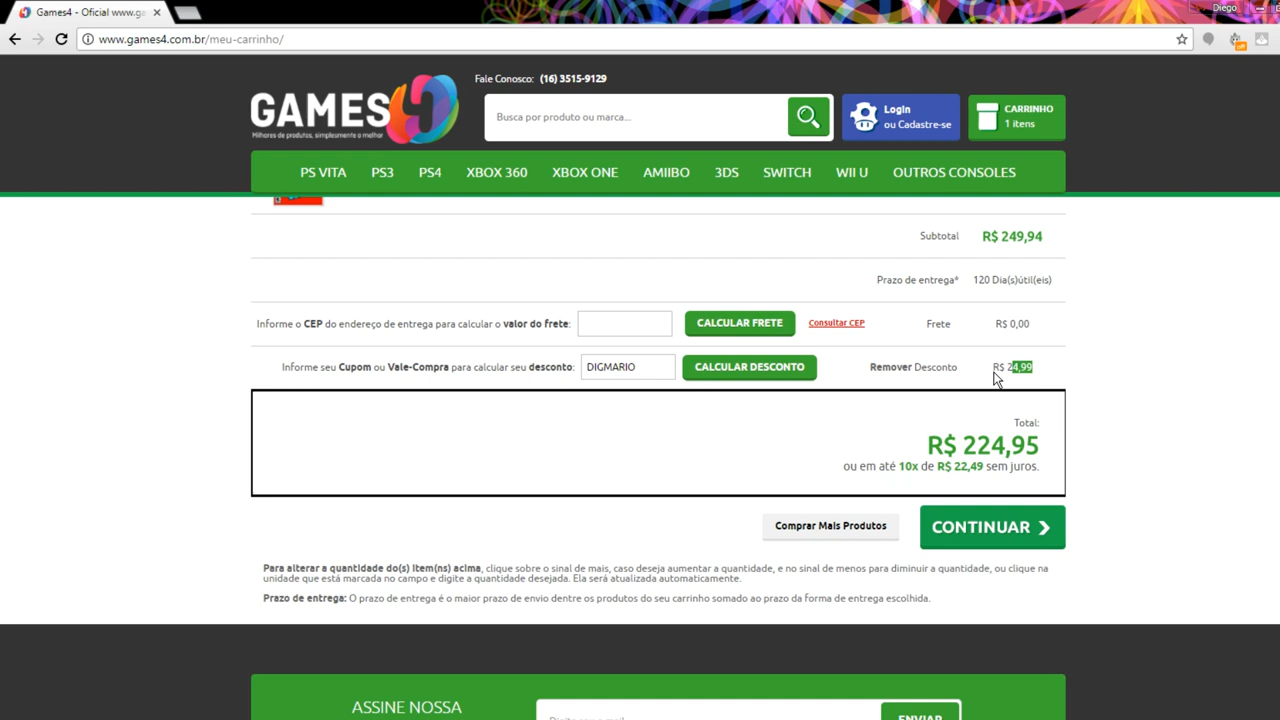 Games4 - Oficial www.ga
Diego
www.games4.com.br/meu-carrinho/
off
Fale Conosco: (16) 3515-9129
GAMES4
Milhares de produtos, simplesmente o melhor
Busca por produto ou marca...
Login
ou Cadastre-se
CARRINHO
1 itens
PS VITA PS3 PS4 XBOX 360 XBOX ONE AMIIBO 3DS SWITCH WII U OUTROS CONSOLES
Subtotal R$ 249,94
Prazo de entrega* 120 Dia(s)útil(eis)
Informe o CEP do endereço de entrega para calcular o valor do frete: CALCULAR FRETE Consultar CEP Frete R$ 0,00
Informe seu Cupom ou Vale-Compra para calcular seu desconto: DIGMARIO CALCULAR DESCONTO Remover Desconto R$ 24,99
Total:
R$ 224,95
ou em até 10x de R$ 22,49 sem juros.
Comprar Mais Produtos CONTINUAR
Para alterar a quantidade do(s) item(ns) acima, clique sobre o sinal de mais, caso deseja aumentar a quantidade, e no sinal de menos para diminuir a quantidade, ou clique na
unidade que está marcada no campo e digite a quantidade desejada. Ela será atualizada automaticamente.
Prazo de entrega: O prazo de entrega é o maior prazo de envio dentre os produtos do seu carrinho somado ao prazo da forma de entrega escolhida.
ASSINE NOSSA
Digite seu e-mail
ENVIAR